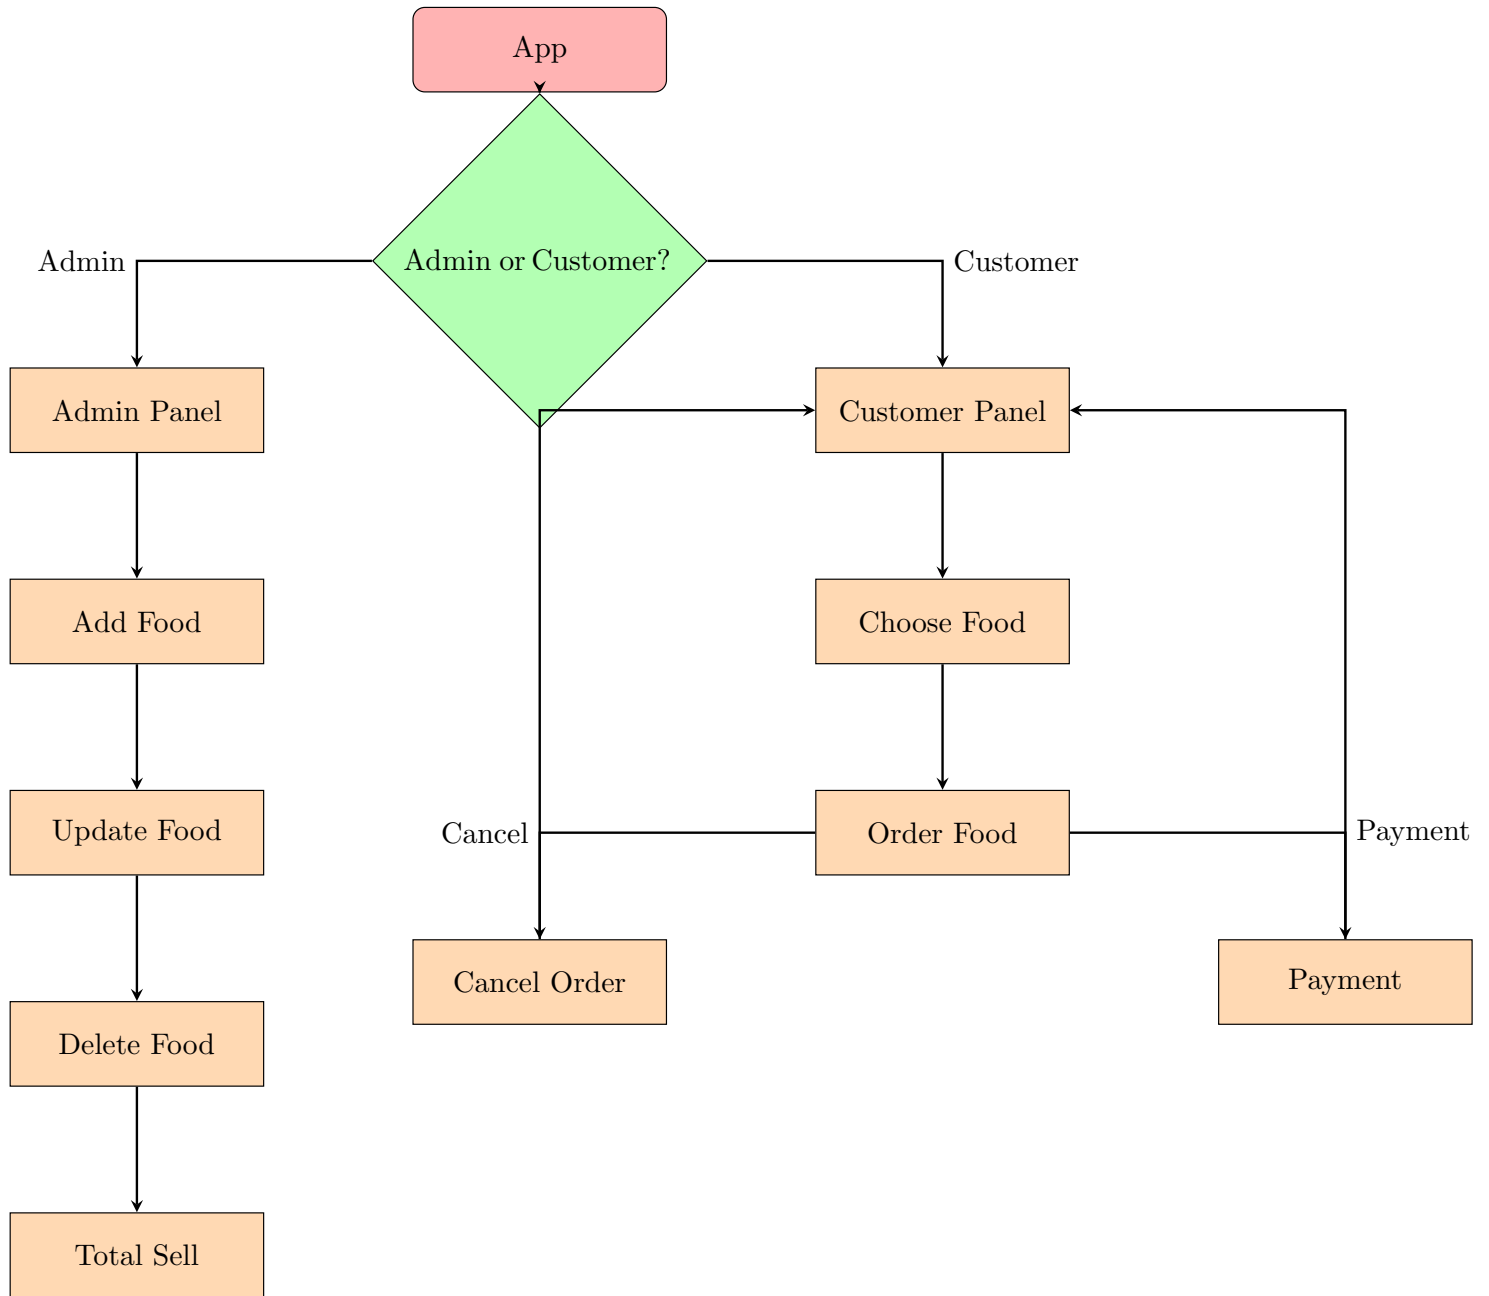 App
Admin or Customer?
Admin
Customer
Admin Panel
Customer Panel
Add Food
Choose Food
Update Food
Cancel
Order Food
Payment
Cancel Order
Payment
Delete Food
Total Sell